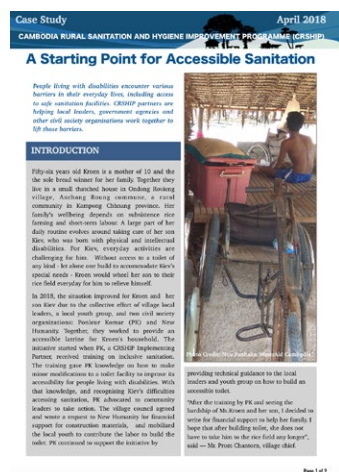 Case Study
April 2018
CAMBODIA RURAL SANITATION AND HYGIENE IMPROVEMENT PROGRAMME (CRSHIP)
A Starting Point for Accessible Sanitation
People living with disabilities encounter various
barriers in their everyday lives, including access
to safe sanitation facilities. CRSHIP partners are
helping local leaders, government agencies and
other civil society organisations work together to
lift those barriers.
INTRODUCTION
Fifty-six years old Kroen is a mother of 10 and the
the sole bread winner for her family. Together they
live in a small thatched house in Ondong Rovieng
village, Anchang Roung commune, a rural
community in Kampong Chhnang province. Her
family's wellbeing depends on subsistence rice
farming and short-term labour. A large part of her
daily routine evolves around taking care of her son
Kiev, who was born with physical and intellectual
disabilities. For Kiev, everyday activities are
challenging for him. Without access to a toilet of
any kind - let alone one build to accommodate Kiev's
special needs - Kroen would wheel her son to their
rice field everyday for him to relieve himself.
In 2018, the situation improved for Kroen and her
son Kiev due to the collective effort of village local
leaders, a local youth group, and two civil society
organizations: Ponleur Komar (PK) and New
Humanity. Together, they worked to provide an
accessible latrine for Kroen's household. The
initiative started when PK, a CRSHIP Implementing
Partner, received training on inclusive sanitation.
The training gave PK knowledge on how to make
minor modifications to a toilet facility to improve its
accessibility for people living with disabilities. With
that knowledge, and recognising Kiev's difficulties
accessing sanitation, PK advocated to community
leaders to take action. The village council agreed
and wrote a request to New Humanity for financial
support for construction materials, and mobilized
the local youth to contribute the labor to build the
toilet. PK continued to support the initiative by
Photo Credit:
providing technical guidance to the local
leaders and youth group on how to build an
accessible toilet.
"After the training by PK and seeing the
hardship of Ms.Kroen and her son, I decided to
write for financial support to help her family. I
hope that after building toilet, she does not
have to take him to the rice field any longer",
said — Mr. Prom Chantorn, village chief.
Page 1 of 2